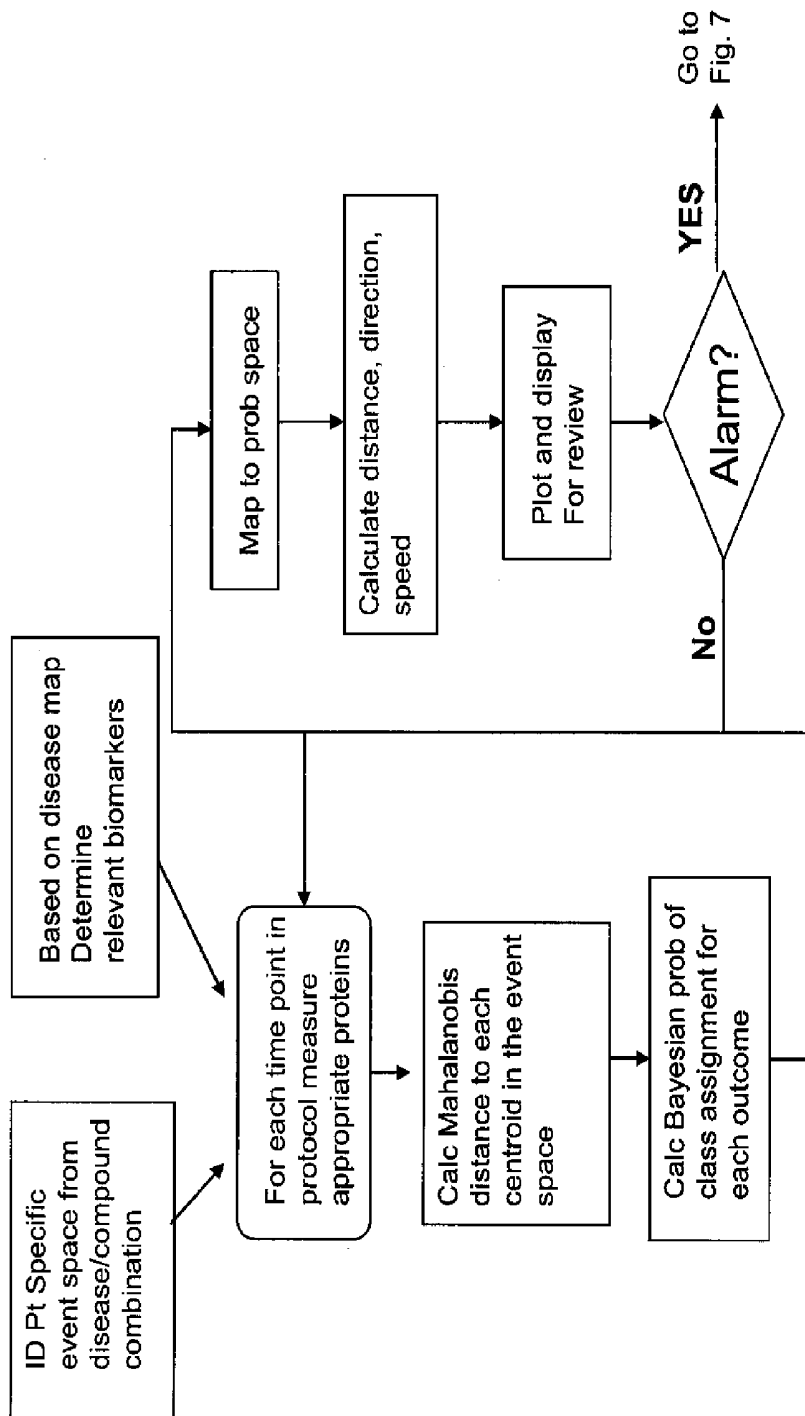 ID Pt Specific
event space from
disease/compound
combination
Based on disease map
Determine
relevant biomarkers
For each time point in
protocol measure
appropriate proteins
Calc Mahalanobis
distance to each
centroid in the event
space
Calc Bayesian prob of
class assignment for
each outcome
Map to prob space
Calculate distance, direction,
speed
Plot and display
For review
Alarm?
No
YES
Go to
Fig. 7